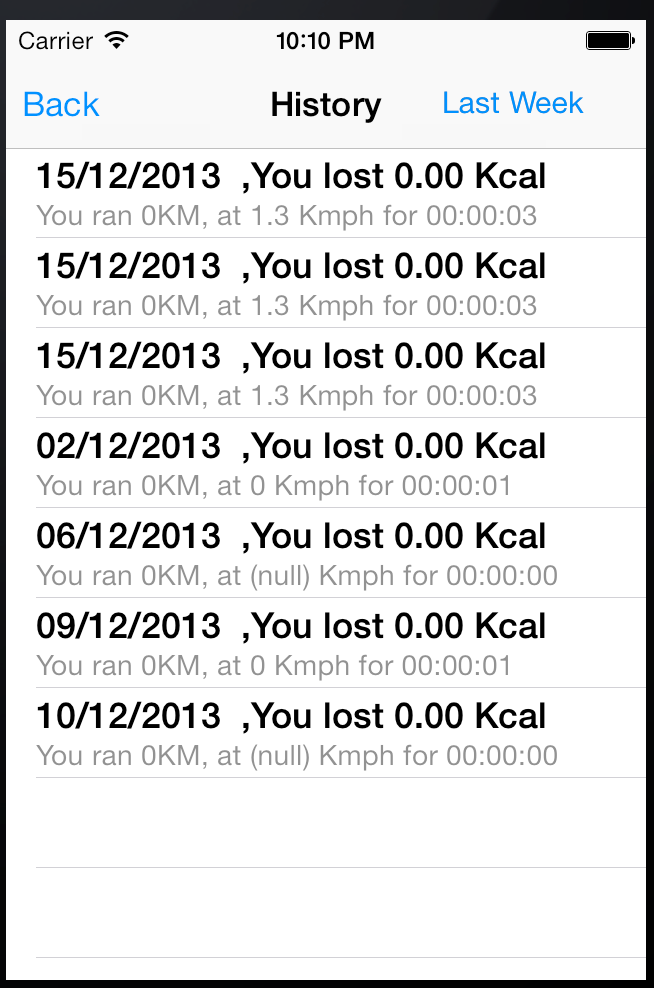 Carrier 10:10 PM
Back History Last Week
15/12/2013 ,You lost 0.00 Kcal
You ran 0KM, at 1.3 Kmph for 00:00:03
15/12/2013 ,You lost 0.00 Kcal
You ran 0KM, at 1.3 Kmph for 00:00:03
15/12/2013 ,You lost 0.00 Kcal
You ran 0KM, at 1.3 Kmph for 00:00:03
02/12/2013 ,You lost 0.00 Kcal
You ran 0KM, at 0 Kmph for 00:00:01
06/12/2013 ,You lost 0.00 Kcal
You ran 0KM, at (null) Kmph for 00:00:00
09/12/2013 ,You lost 0.00 Kcal
You ran 0KM, at 0 Kmph for 00:00:01
10/12/2013 ,You lost 0.00 Kcal
You ran 0KM, at (null) Kmph for 00:00:00